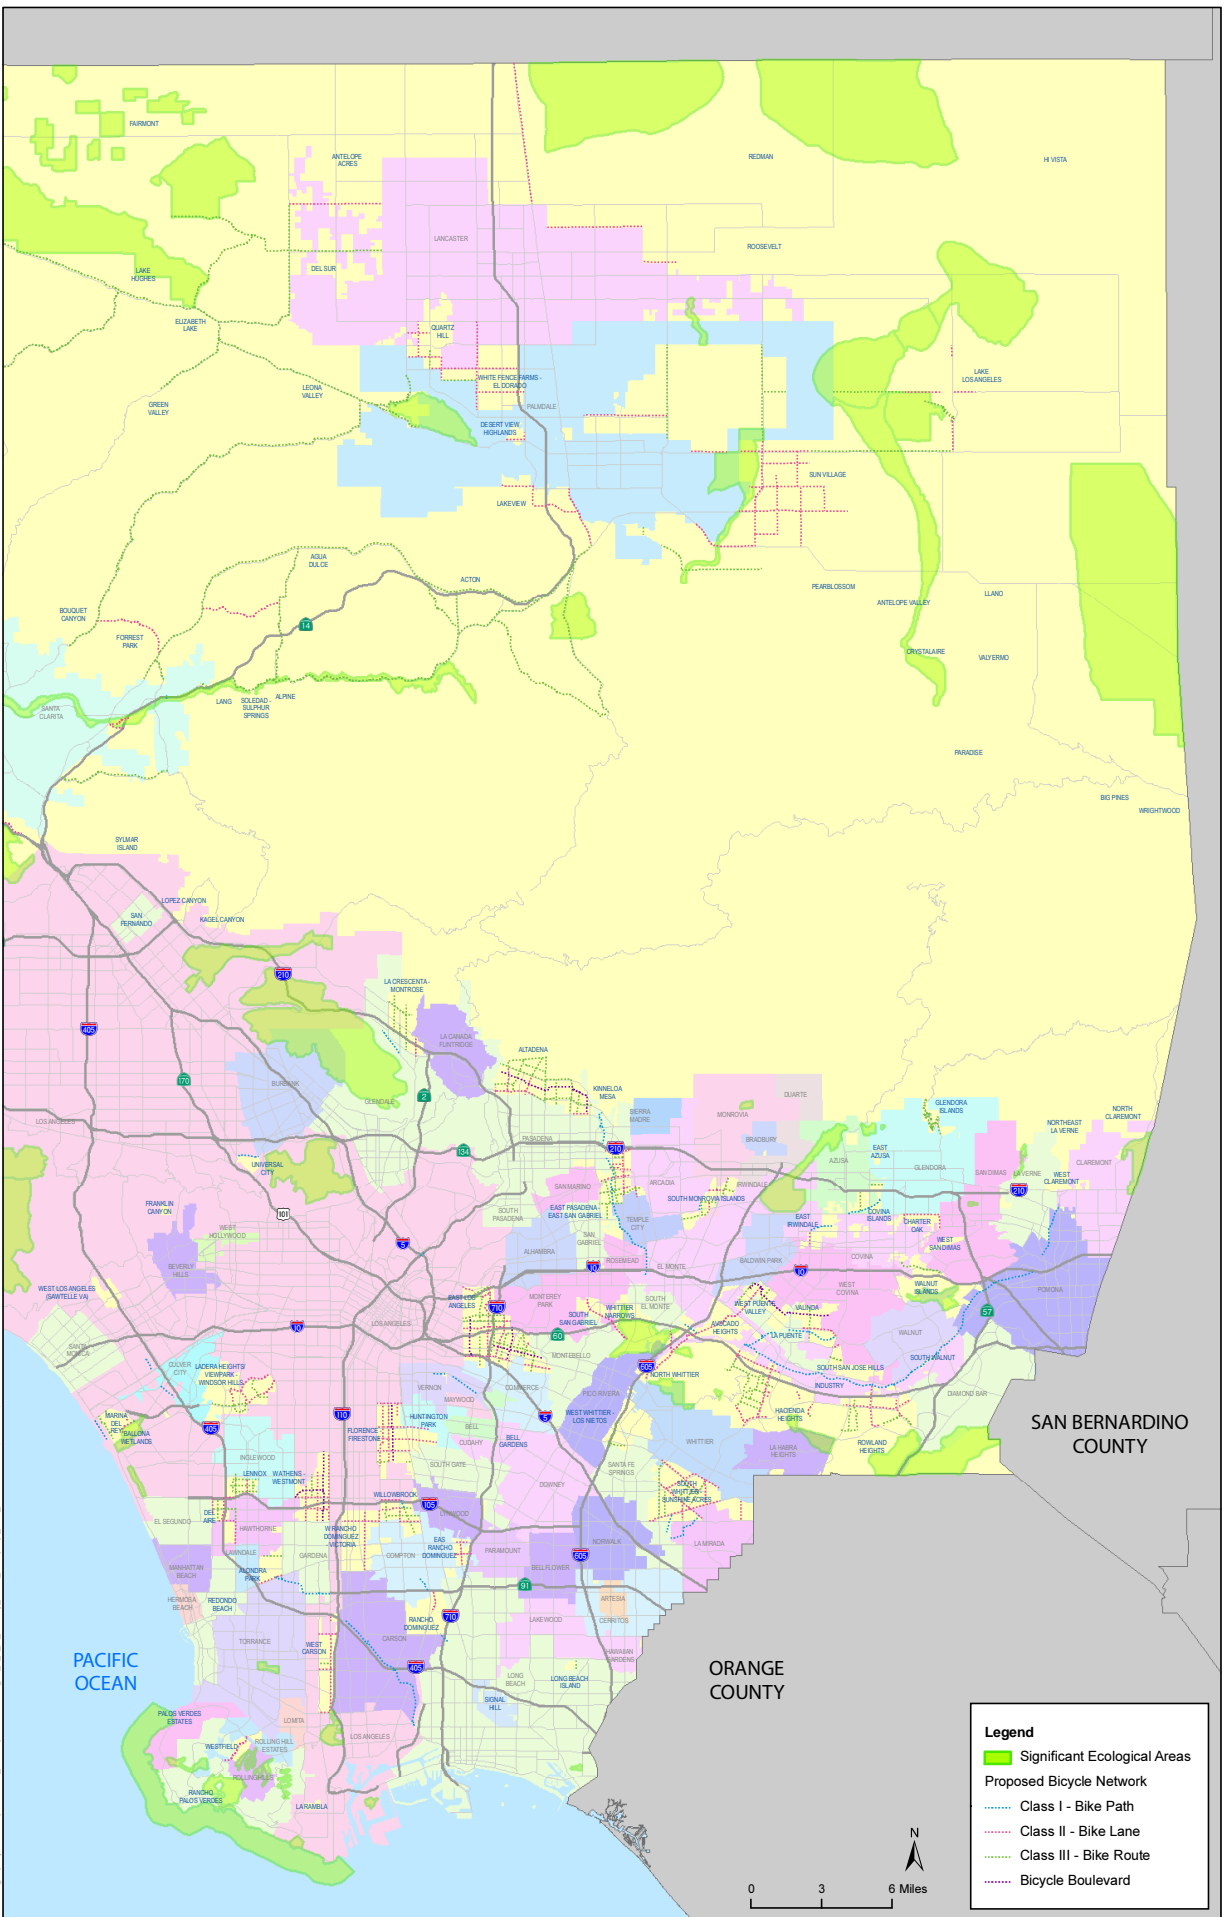 FAIRMONT
ANTELOPE
ACRES
REDMAN
HI VISTA
LANCASTER
ROOSEVELT
DEL SUR
LAKE
HUGHES
ELIZABETH
LAKE
QUARTZ
HILL
LAKE
LOS ANGELES
WHITE FENCE FARMS -
EL DORADO
LEONA
VALLEY
GREEN
VALLEY
PALMDALE
DESERT VIEW
HIGHLANDS
SUN VILLAGE
LAKEVIEW
AGUA
DULCE
ACTON
PEARBLOSSOM
LLANO
ANTELOPE VALLEY
BOUQUET
CANYON
14
FORREST
PARK
CRYSTALAIRE
VALYERMO
LANG
SOLEDAD -
SULPHUR
SPRINGS
ALPINE
SANTA
CLARITA
PARADISE
BIG PINES
WRIGHTWOOD
SYLMAR
ISLAND
LOPEZ CANYON
SAN
FERNANDO
KAGEL CANYON
210
LA CRESCENTA -
MONTROSE
405
LA CANADA
FLINTRIDGE
ALTADENA
170
BURBANK
KINNELOA
MESA
2
GLENDALE
SIERRA
MADRE
MONROVIA
DUARTE
GLENDORA
ISLANDS
NORTH
CLAREMONT
LOS ANGELES
NORTHEAST
LA VERNE
PASADENA
BRADBURY
134
210
EAST
AZUSA
AZUSA
GLENDORA
SAN DIMAS
LA VERNE
CLAREMONT
WEST
CLAREMONT
UNIVERSAL
CITY
SAN MARINO
ARCADIA
IRWINDALE
210
FRANKLIN
CANYON
101
SOUTH MONROVIA ISLANDS
EAST PASADENA -
EAST SAN GABRIEL
SOUTH
PASADENA
TEMPLE
CITY
EAST
IRWINDALE
COVINA
ISLANDS
CHARTER
OAK
WEST
HOLLYWOOD
5
SAN
GABRIEL
ALHAMBRA
WEST
SAN DIMAS
BEVERLY
HILLS
ROSEMEAD
10
EL MONTE
BALDWIN PARK
10
COVINA
WEST
COVINA
WALNUT
ISLANDS
POMONA
WEST LOS ANGELES
(SAWTELLE VA)
EAST LOS
ANGELES
710
MONTEREY
PARK
SOUTH
EL MONTE
SOUTH
SAN GABRIEL
WHITTIER
NARROWS
WEST PUENTE
VALLEY
VALINDA
57
10
LOS ANGELES
60
AVOCADO
HEIGHTS
LA PUENTE
WALNUT
SANTA
MONICA
MONTEBELLO
SOUTH WALNUT
CULVER
CITY
LADERA HEIGHTS/
VIEWPARK -
WINDSOR HILLS
605
NORTH WHITTIER
SOUTH SAN JOSE HILLS
INDUSTRY
VERNON
MAYWOOD
COMMERCE
PICO RIVERA
DIAMOND BAR
MARINA
DEL
REY
BALLONA
WETLANDS
405
110
HUNTINGTON
PARK
5
WEST WHITTIER -
LOS NIETOS
HACIENDA
HEIGHTS
SAN BERNARDINO
COUNTY
FLORENCE
FIRESTONE
BELL
CUDAHY
BELL
GARDENS
WHITTIER
LA HABRA
HEIGHTS
ROWLAND
HEIGHTS
INGLEWOOD
SOUTH GATE
SANTA FE
SPRINGS
LENNOX
W ATHENS -
WESTMONT
DOWNEY
SOUTH
WHITTIER -
SUNSHINE ACRES
WILLOWBROOK
105
LYNWOOD
EL SEGUNDO
DEL
AIRE
HAWTHORNE
W RANCHO
DOMINGUEZ
- VICTORIA
EAS
RANCHO
DOMINGUEZ
NORWALK
LA MIRADA
LAWNDALE
GARDENA
COMPTON
PARAMOUNT
605
MANHATTAN
BEACH
ALONDRA
PARK
BELLFLOWER
91
HERMOSA
BEACH
REDONDO
BEACH
ARTESIA
RANCHO
DOMINGUEZ
710
LAKEWOOD
CERRITOS
TORRANCE
WEST
CARSON
CARSON
HAWAIIAN
GARDENS
PACIFIC
OCEAN
405
ORANGE
COUNTY
LONG
BEACH
LONG BEACH
ISLAND
SIGNAL
HILL
PALOS VERDES
ESTATES
LOMITA
LOS ANGELES
WESTFIELD
ROLLING HILL
ESTATES
ROLLING HILLS
RANCHO
PALOS VERDES
LA RAMBLA
Legend
Significant Ecological Areas
Proposed Bicycle Network
Class I - Bike Path
Class II - Bike Lane
Class III - Bike Route
Bicycle Boulevard
N
0 3 6 Miles